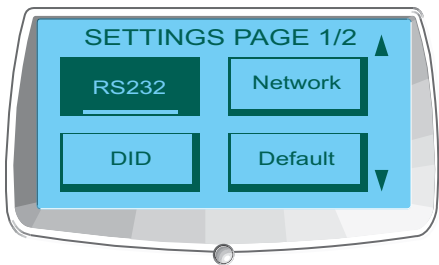 SETTINGS PAGE 1/2
RS232
Network
DID
Default